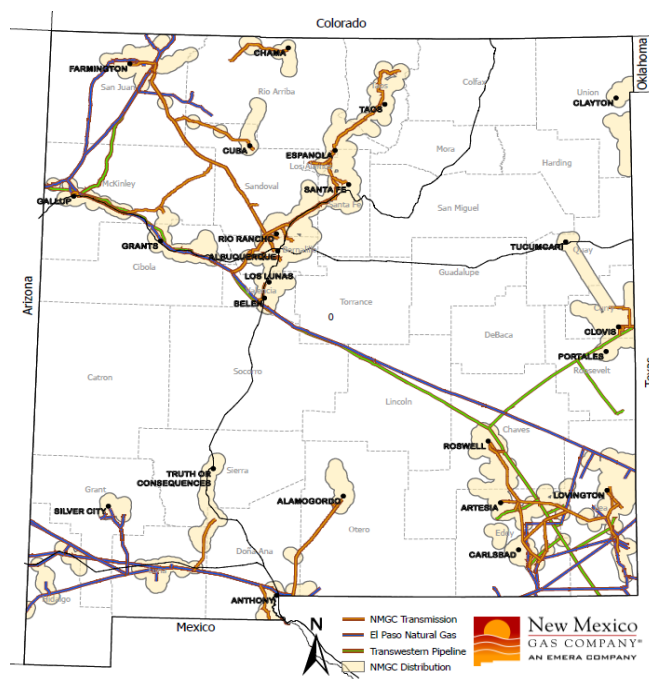 Colorado
Oklahoma
CHAMA
FARMINGTON
San Juan
Rio Arriba
Taos
Colfax
Union
CLAYTON
TAOS
CUBA
ESPANOLA
Mora
Harding
Los Alamos
McKinley
Sandoval
SANTA FE
Santa Fe
GALLUP
San Miguel
RIO RANCHO
GRANTS
Bernalillo
ALBUQUERQUE
TUCUMCARI
Quay
Cibola
Guadalupe
LOS LUNAS
Valencia
Arizona
BELEN
Torrance
0
Curry
CLOVIS
DeBaca
PORTALES
Roosevelt
Texas
Catron
Socorro
Lincoln
Chaves
ROSWELL
TRUTH OR
CONSEQUENCES
Sierra
Grant
SILVER CITY
ALAMOGORDO
LOVINGTON
Lea
ARTESIA
Otero
Eddy
CARLSBAD
Doña Ana
Luna
Hidalgo
ANTHONY
Mexico
N
NMGC Transmission
El Paso Natural Gas
Transwestern Pipeline
NMGC Distribution
New Mexico
GAS COMPANY®
AN EMERA COMPANY